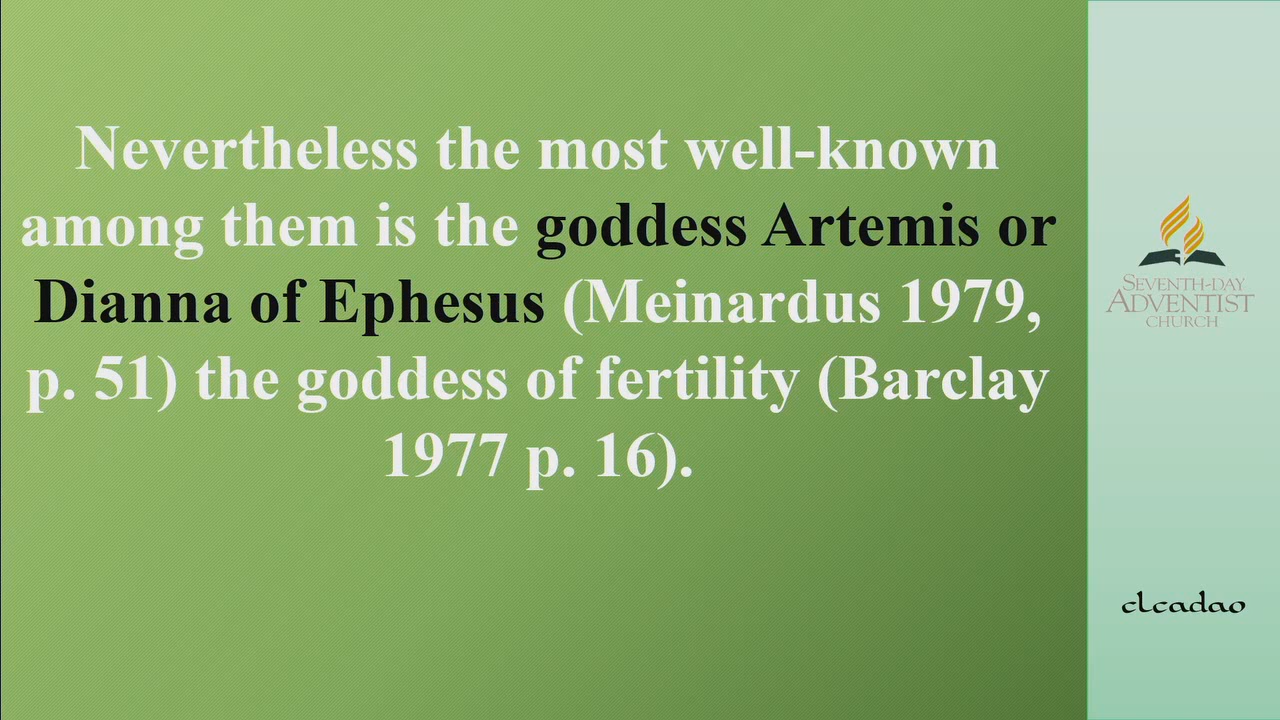 Nevertheless the most well-known
among them is the goddess Artemis or
Dianna of Ephesus (Meinardus 1979,
p. 51) the goddess of fertility (Barclay
1977 p. 16).
SEVENTH-DAY
ADVENTIST
CHURCH
clcadao